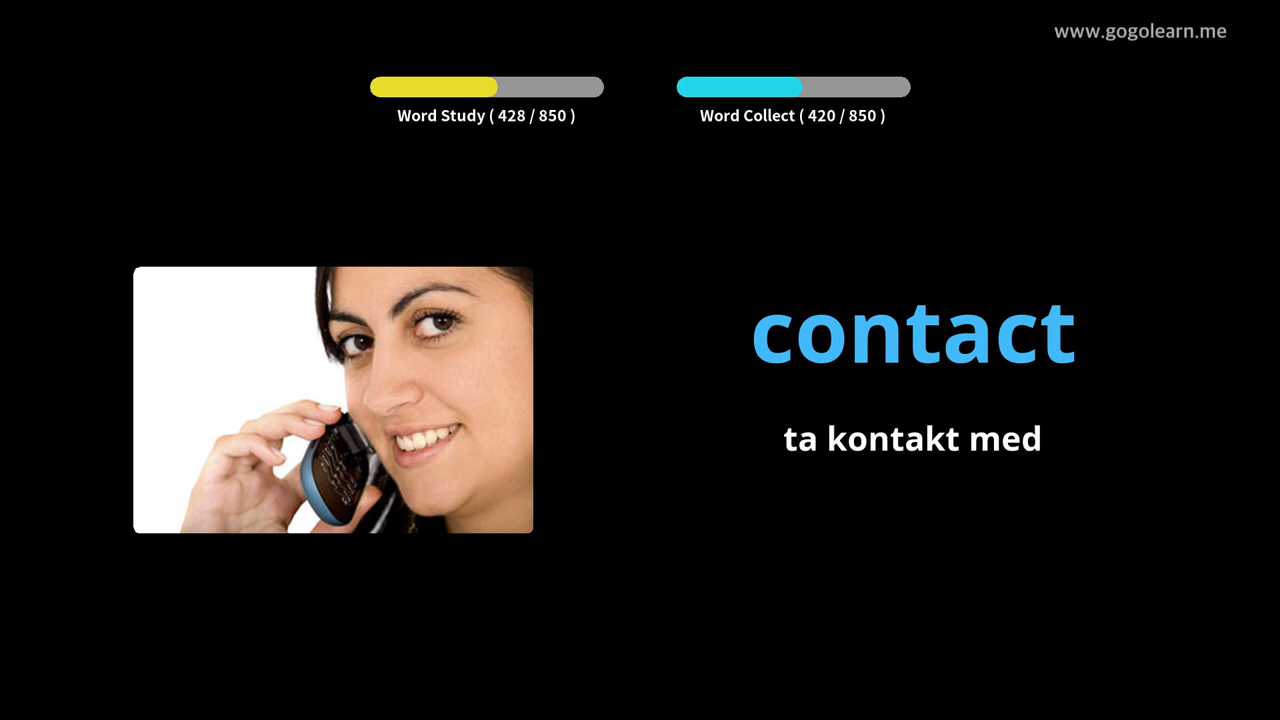 www.gogolearn.me
Word Study ( 428 / 850 )
Word Collect ( 420 / 850 )
contact
ta kontakt med